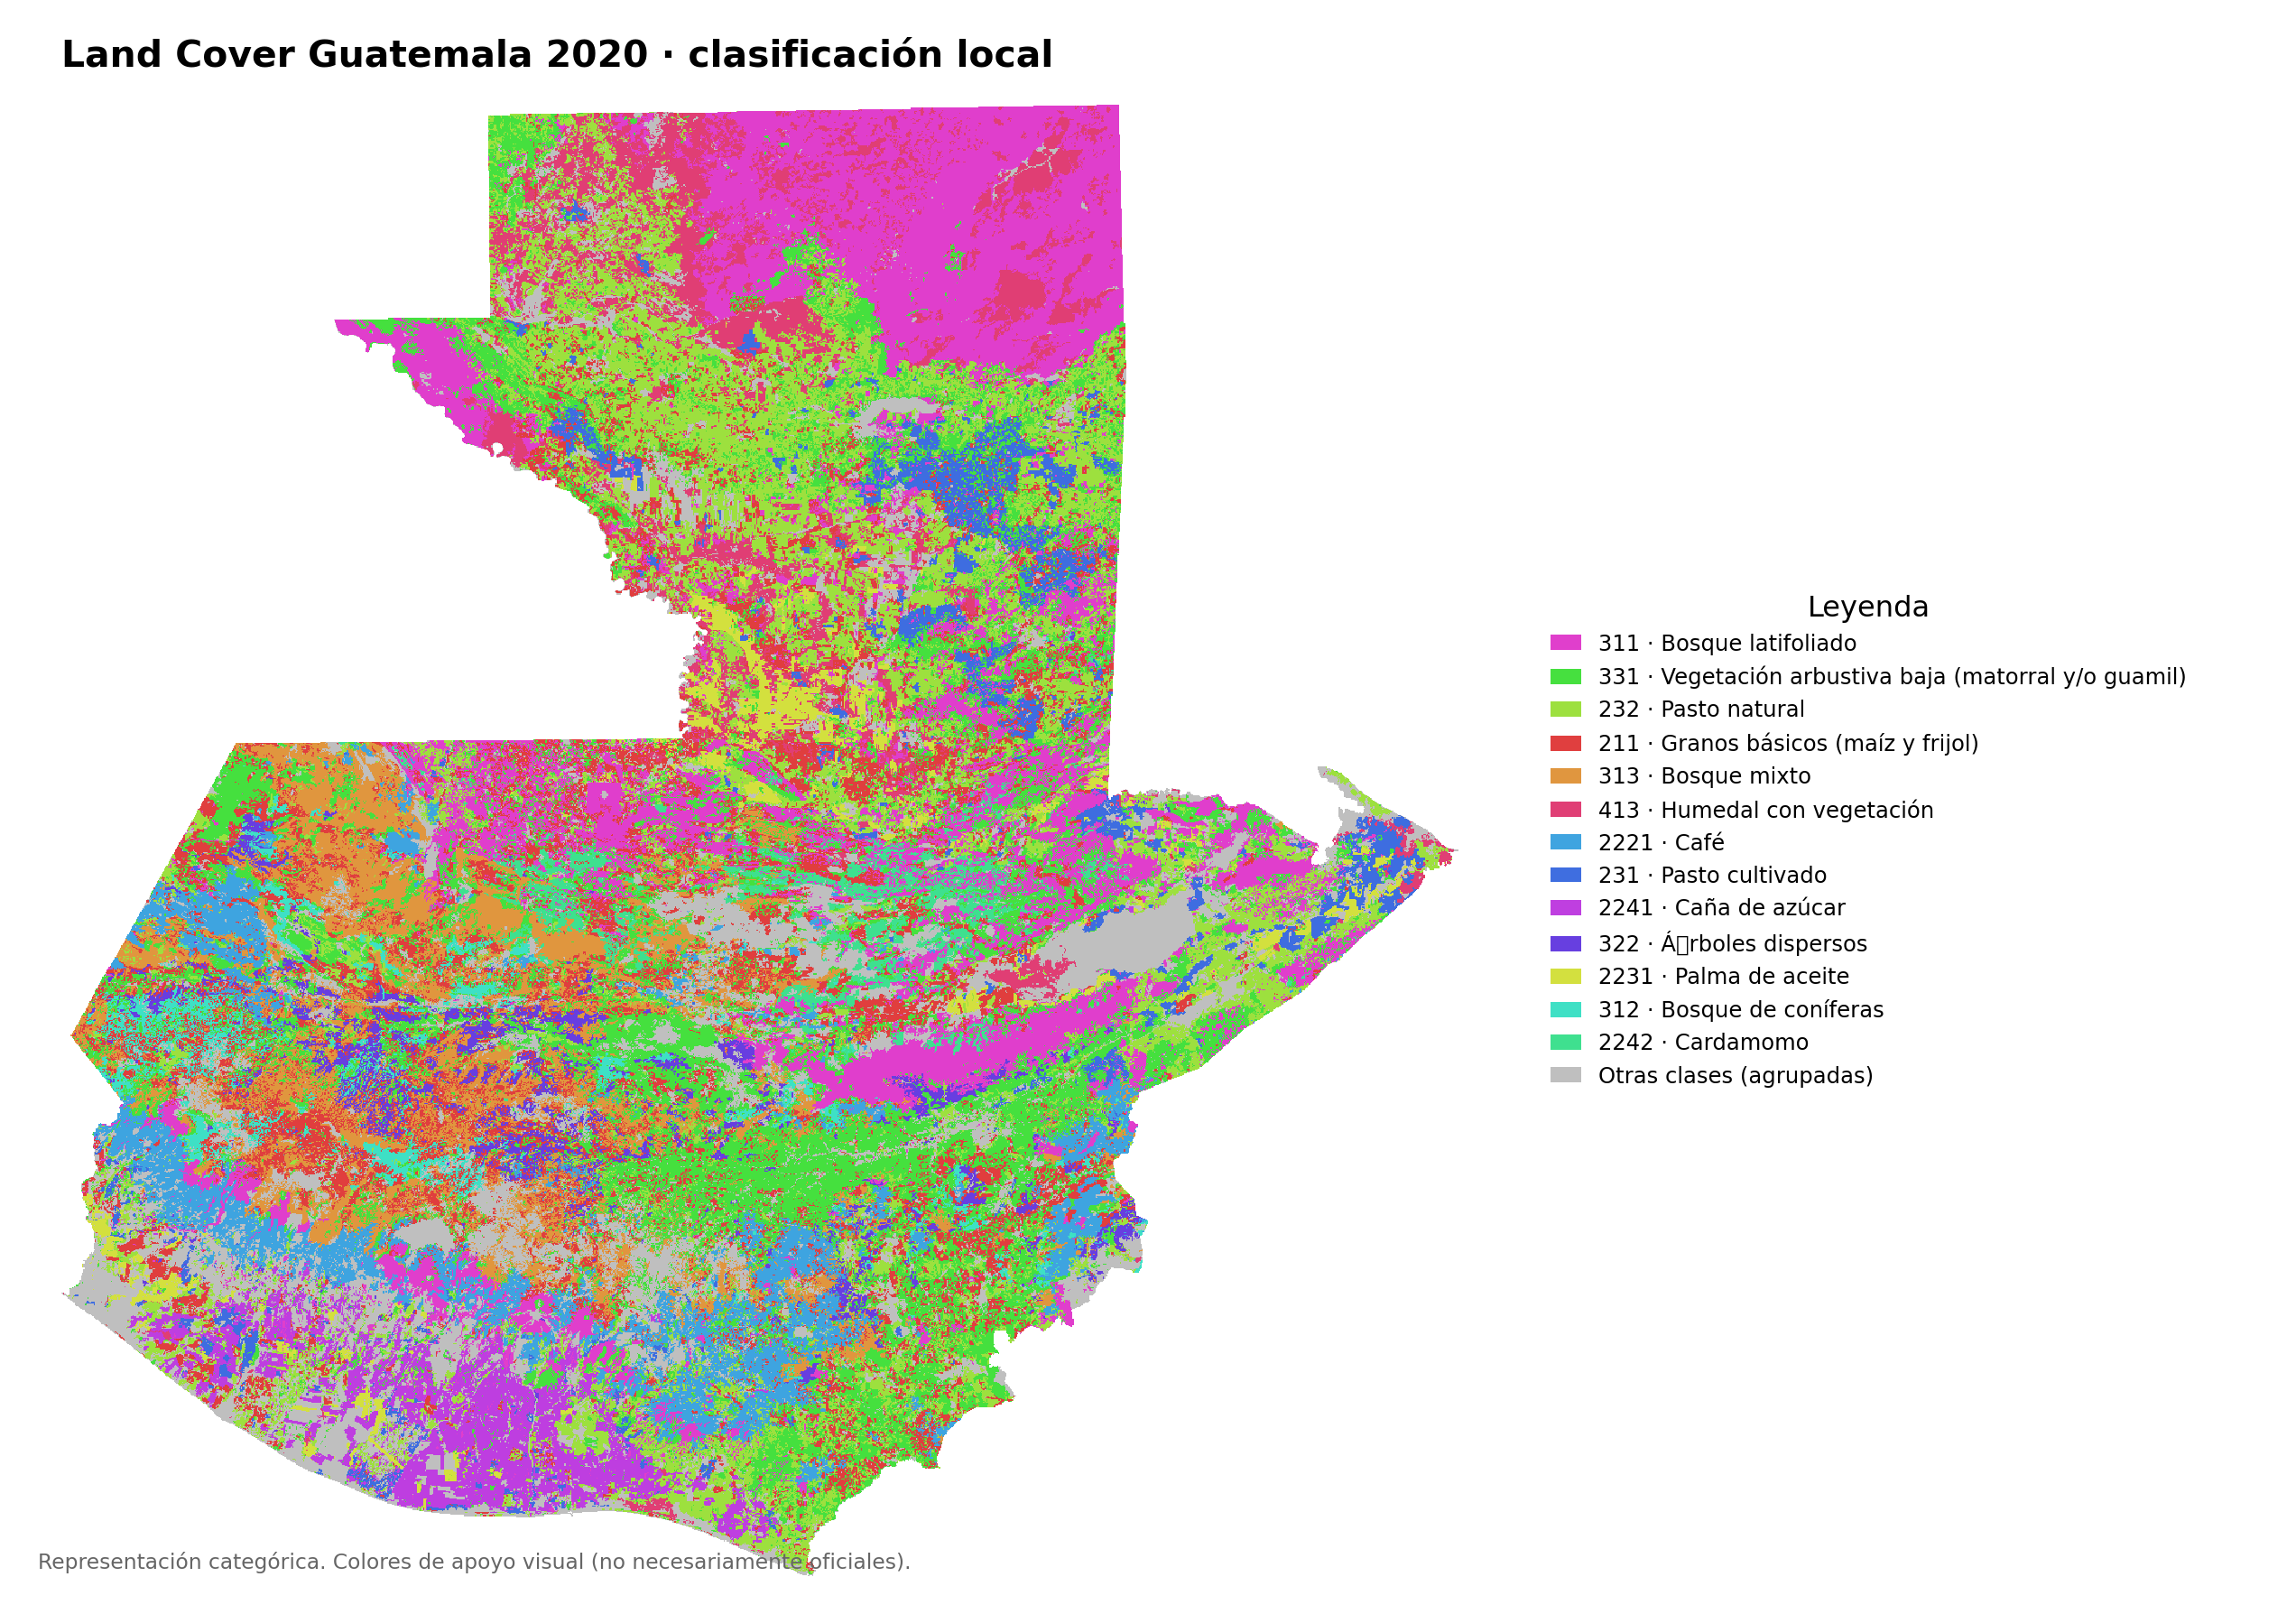 Land Cover Guatemala 2020 · clasificación local
Leyenda
311 · Bosque latifoliado
331 · Vegetación arbustiva baja (matorral y/o guamil)
232 · Pasto natural
211 · Granos básicos (maíz y frijol)
313 · Bosque mixto
413 · Humedal con vegetación
2221 · Café
231 · Pasto cultivado
2241 · Caña de azúcar
322 · Á▯rboles dispersos
2231 · Palma de aceite
312 · Bosque de coníferas
2242 · Cardamomo
Otras clases (agrupadas)
Representación categórica. Colores de apoyo visual (no necesariamente oficiales).